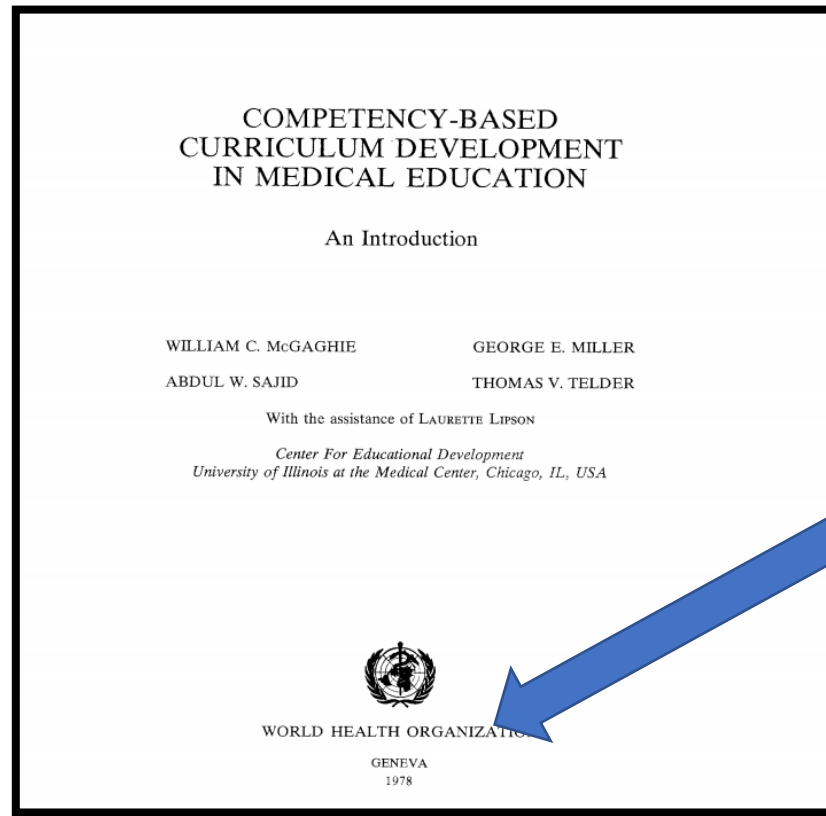 COMPETENCY-BASED
CURRICULUM DEVELOPMENT
IN MEDICAL EDUCATION
An Introduction
WILLIAM C. McGAGHIE GEORGE E. MILLER
ABDUL W. SAJID THOMAS V. TELDER
With the assistance of LAURETTE LIPSON
Center For Educational Development
University of Illinois at the Medical Center, Chicago, IL, USA
WORLD HEALTH ORGANIZATION
GENEVA
1978